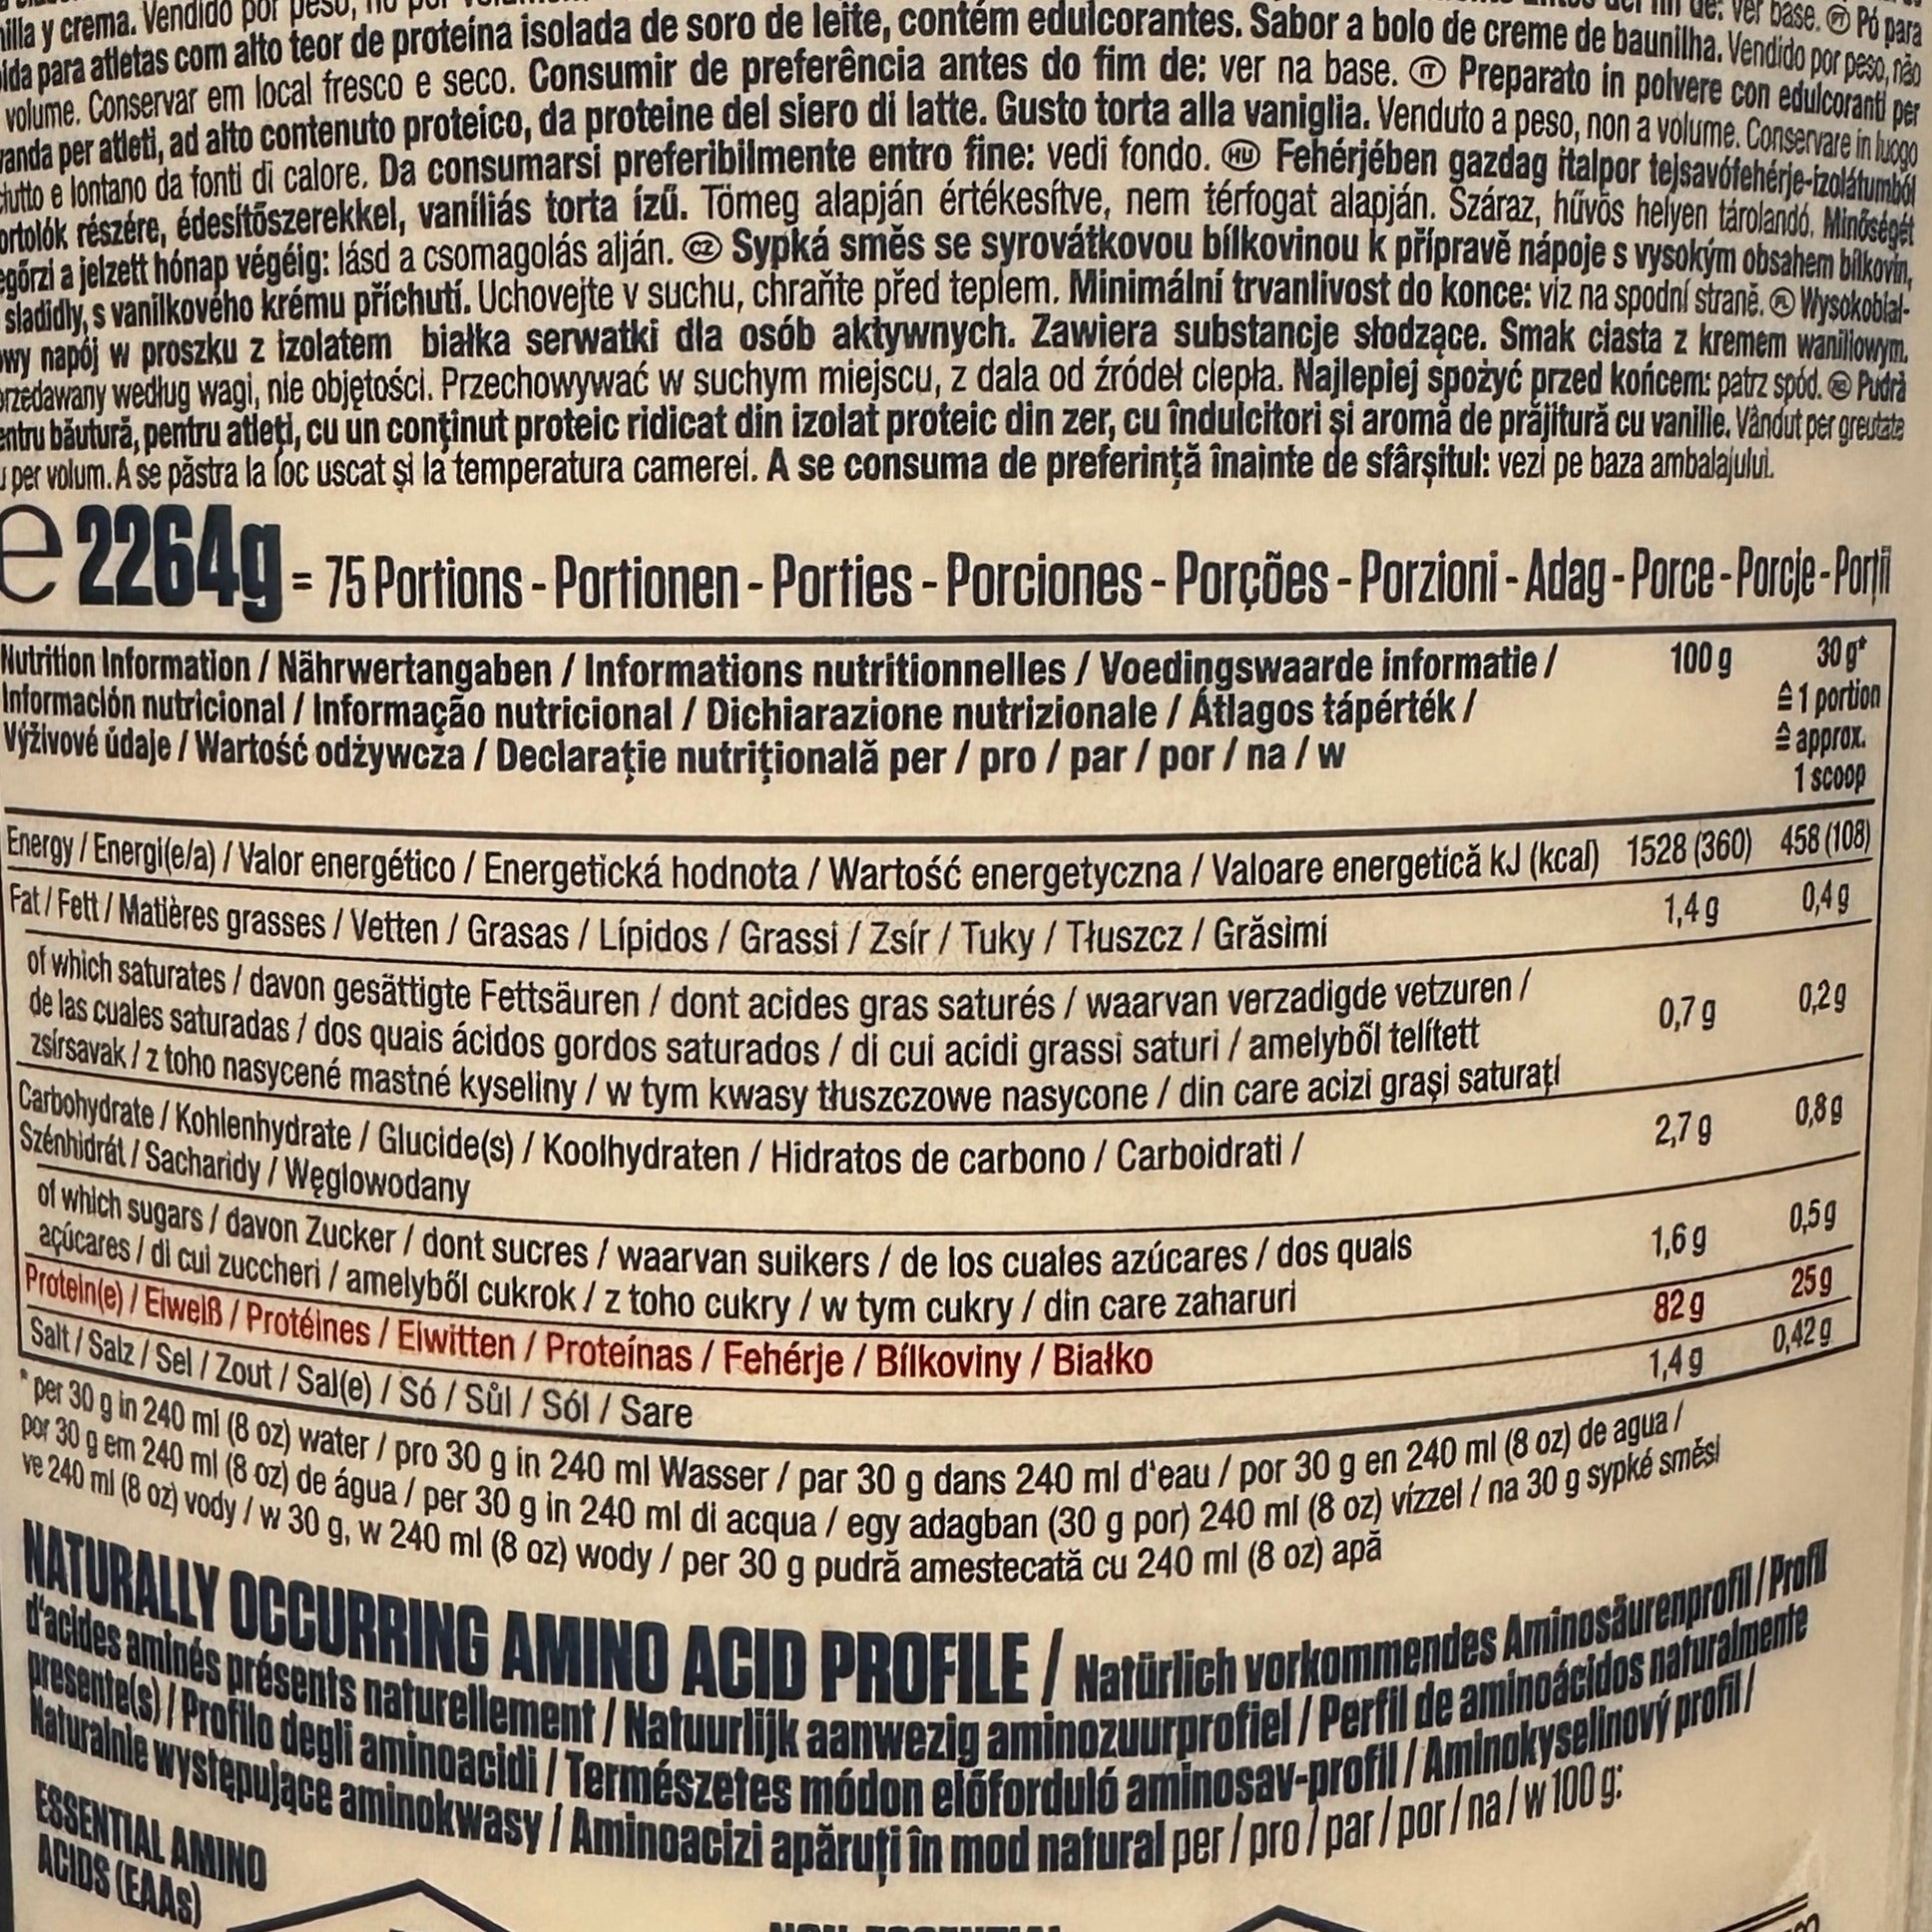 nilla y crema. Vendido por peso, no por
de: ver base. PT Pó para
ida para atletas com alto teor de proteína isolada de soro de leite, contém edulcorantes. Sabor a bolo de creme de baunilha. Vendido por peso, não
volume. Conservar em local fresco e seco. Consumir de preferência antes do fim de: ver na base. IT Preparato in polvere con edulcoranti per
vanda per atleti, ad alto contenuto proteico, da proteine del siero di latte. Gusto torta alla vaniglia. Venduto a peso, non a volume. Conservare in luogo
ciutto e lontano da fonti di calore. Da consumarsi preferibilmente entro fine: vedi fondo. HU Fehérjében gazdag italpor tejsavófehérje-izolátumból
ortolók részére, édesítőszerekkel, vaníliás torta ízű. Tömeg alapján értékesítve, nem térfogat alapján. Száraz, hűvös helyen tárolandó. Minőségét
egőrzi a jelzett hónap végéig: lásd a csomagolás alján. CZ Sypká směs se syrovátkovou bílkovinou k přípravě nápoje s vysokým obsahem bílkovin,
sladidly, s vanilkového krému příchutí. Uchovejte v suchu, chraňte před teplem. Minimální trvanlivost do konce: viz na spodní straně. PL Wysokobiał-
owy napój w proszku z izolatem białka serwatki dla osób aktywnych. Zawiera substancje słodzące. Smak ciasta z kremem waniliowym.
przedawany według wagi, nie objętości. Przechowywać w suchym miejscu, z dala od źródeł ciepła. Najlepiej spożyć przed końcem: patrz spód. RO Pudră
entru băutură, pentru atleți, cu un conținut proteic ridicat din izolat proteic din zer, cu îndulcitori și aromă de prăjitură cu vanilie. Vândut per greutate
u per volum. A se păstra la loc uscat și la temperatura camerei. A se consuma de preferință înainte de sfârșitul: vezi pe baza ambalajului.
e 2264g = 75 Portions - Portionen - Porties - Porciones - Porções - Porzioni - Adag - Porce - Porcje - Porții
Nutrition Information / Nährwertangaben / Informations nutritionnelles / Voedingswaarde informatie / 100 g 30 g*
Información nutricional / Informação nutricional / Dichiarazione nutrizionale / Átlagos tápérték / ≙ 1 portion
Výživové údaje / Wartość odżywcza / Declarație nutrițională per / pro / par / por / na / w ≙ approx.
1 scoop
Energy / Energi(e/a) / Valor energético / Energetická hodnota / Wartość energetyczna / Valoare energetică kJ (kcal) 1528 (360) 458 (108)
Fat / Fett / Matières grasses / Vetten / Grasas / Lípidos / Grassi / Zsír / Tuky / Tłuszcz / Grăsimi 1,4 g 0,4 g
of which saturates / davon gesättigte Fettsäuren / dont acides gras saturés / waarvan verzadigde vetzuren /
de las cuales saturadas / dos quais ácidos gordos saturados / di cui acidi grassi saturi / amelyből telített 0,7 g 0,2 g
zsírsavak / z toho nasycené mastné kyseliny / w tym kwasy tłuszczowe nasycone / din care acizi grași saturați
Carbohydrate / Kohlenhydrate / Glucide(s) / Koolhydraten / Hidratos de carbono / Carboidrati / 2,7 g 0,8 g
Szénhidrát / Sacharidy / Węglowodany
of which sugars / davon Zucker / dont sucres / waarvan suikers / de los cuales azúcares / dos quais 1,6 g 0,5 g
açúcares / di cui zuccheri / amelyből cukrok / z toho cukry / w tym cukry / din care zaharuri
Protein(e) / Eiweiß / Protéines / Eiwitten / Proteínas / Fehérje / Bílkoviny / Białko 82 g 25 g
Salt / Salz / Sel / Zout / Sal(e) / Só / Sůl / Sól / Sare 1,4 g 0,42 g
* per 30 g in 240 ml (8 oz) water / pro 30 g in 240 ml Wasser / par 30 g dans 240 ml d'eau / por 30 g en 240 ml (8 oz) de agua /
por 30 g em 240 ml (8 oz) de água / per 30 g in 240 ml di acqua / egy adagban (30 g por) 240 ml (8 oz) vízzel / na 30 g sypké směsi
ve 240 ml (8 oz) vody / w 30 g, w 240 ml (8 oz) wody / per 30 g pudră amestecată cu 240 ml (8 oz) apă
NATURALLY OCCURRING AMINO ACID PROFILE / Natürlich vorkommendes Aminosäurenprofil / Profil
d'acides aminés présents naturellement / Natuurlijk aanwezig aminozuurprofiel / Perfil de aminoácidos naturalmente
presente(s) / Profilo degli aminoacidi / Természetes módon előforduló aminosav-profil / Aminokyselinový profil /
Naturalnie występujące aminokwasy / Aminoacizi apăruți în mod natural per / pro / par / por / na / w 100 g:
ESSENTIAL AMINO
ACIDS (EAAs)